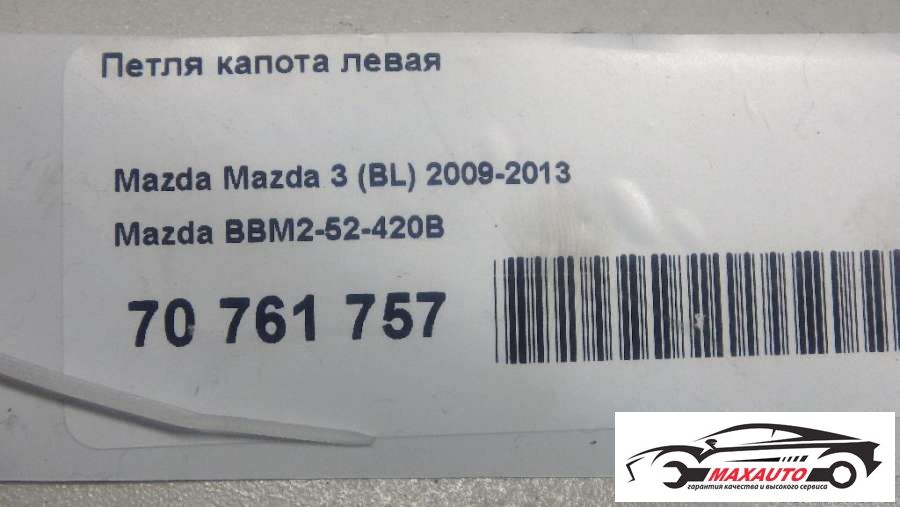 Петля капота левая
Mazda Mazda 3 (BL) 2009-2013
Mazda BBM2-52-420B
70 761 757
MAXAUTO
гарантия качества и высокого сервиса